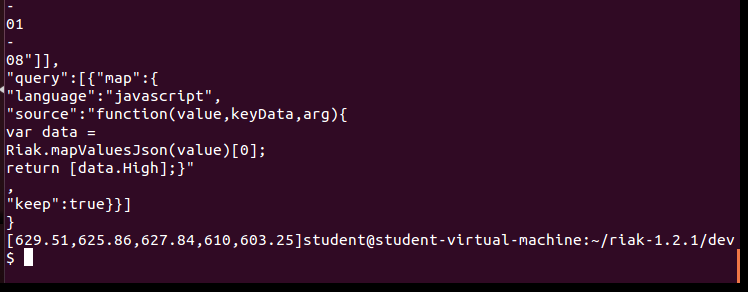 -
01
-
08"]],
"query":[{"map":{
"language":"javascript",
"source":"function(value,keyData,arg){
var data =
Riak.mapValuesJson(value)[0];
return [data.High];}"
,
"keep":true}}]
}
[629.51,625.86,627.84,610,603.25]student@student-virtual-machine:~/riak-1.2.1/dev
$